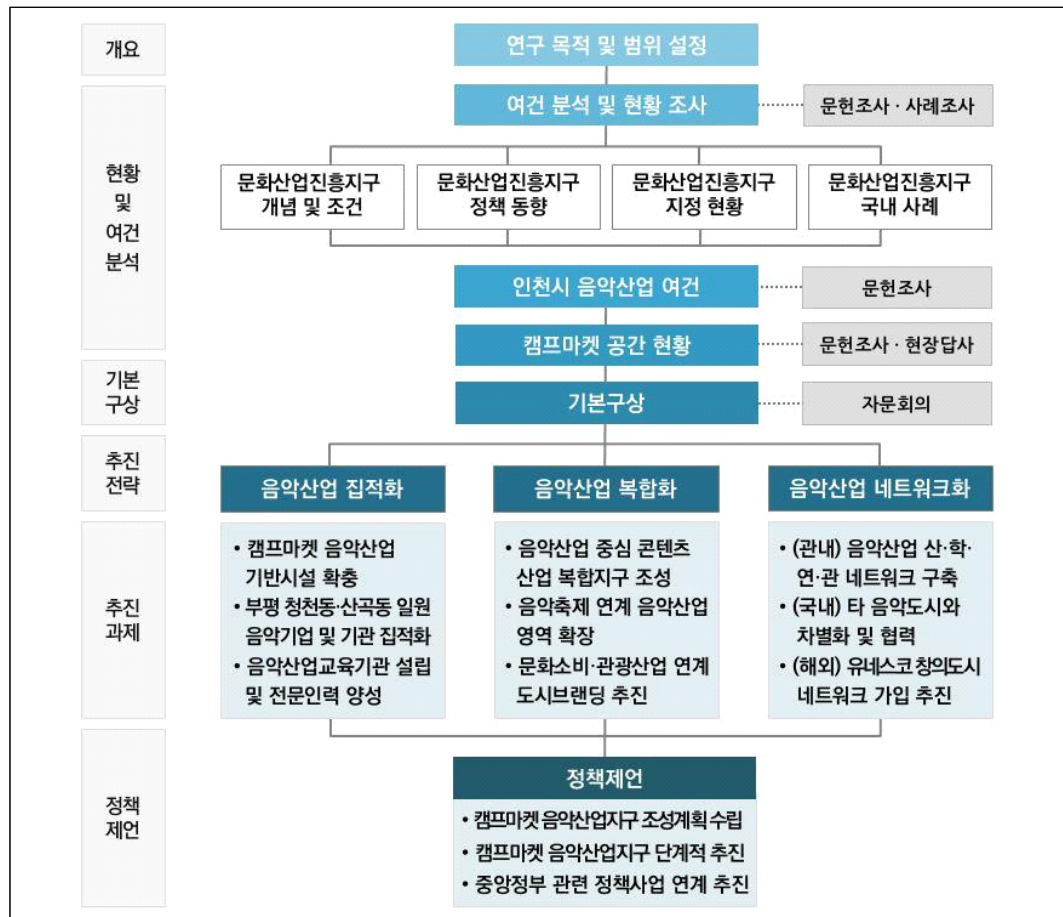 개요
연구 목적 및 범위 설정
현황
및
여건
분석
여건 분석 및 현황 조사
문헌조사 · 사례조사
문화산업진흥지구
개념 및 조건
문화산업진흥지구
정책 동향
문화산업진흥지구
지정 현황
문화산업진흥지구
국내 사례
인천시 음악산업 여건
문헌조사
캠프마켓 공간 현황
문헌조사 · 현장답사
기본
구상
기본구상
자문회의
추진
전략
음악산업 집적화
음악산업 복합화
음악산업 네트워크화
추진
과제
• 캠프마켓 음악산업
기반시설 확충
• 부평 청천동·산곡동 일원
음악기업 및 기관 집적화
• 음악산업교육기관 설립
및 전문인력 양성
• 음악산업 중심 콘텐츠
산업 복합지구 조성
• 음악축제 연계 음악산업
영역 확장
• 문화소비·관광산업 연계
도시브랜딩 추진
• (관내) 음악산업 산·학·
연·관 네트워크 구축
• (국내) 타 음악도시와
차별화 및 협력
• (해외) 유네스코 창의도시
네트워크 가입 추진
정책
제언
정책제언
• 캠프마켓 음악산업지구 조성계획 수립
• 캠프마켓 음악산업지구 단계적 추진
• 중앙정부 관련 정책사업 연계 추진